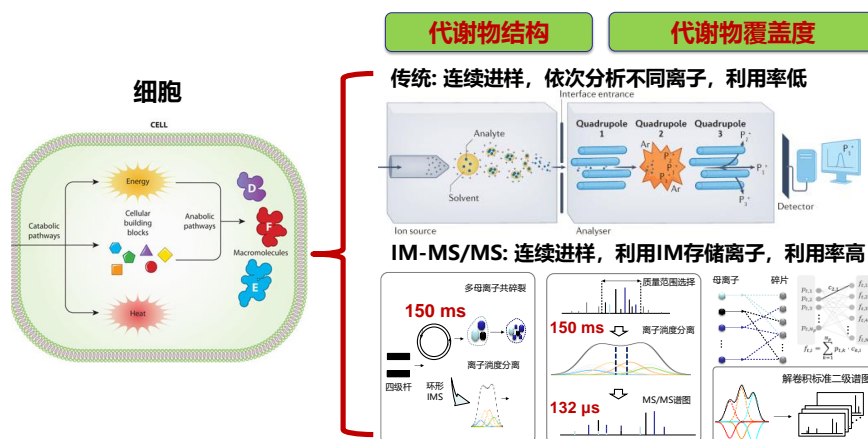 代谢物结构
代谢物覆盖度
细胞
传统: 连续进样，依次分析不同离子，利用率低
CELL
Energy
Catabolic
pathways
Cellular
building
blocks
Anabolic
pathways
Heat
D
F
Macromolecules
E
Interface entrance
Analyte
Solvent
Ion source
Quadrupole
1
Quadrupole
2
Quadrupole
3
Ar
Ar
Analyser
Detector
IM-MS/MS: 连续进样，利用IM存储离子，利用率高
多母离子共碎裂
150 ms
离子淌度分离
四级杆
环形
IMS
质量范围选择
150 ms
离子淌度分离
132 μs
MS/MS谱图
母离子
碎片
解卷积标准二级谱图